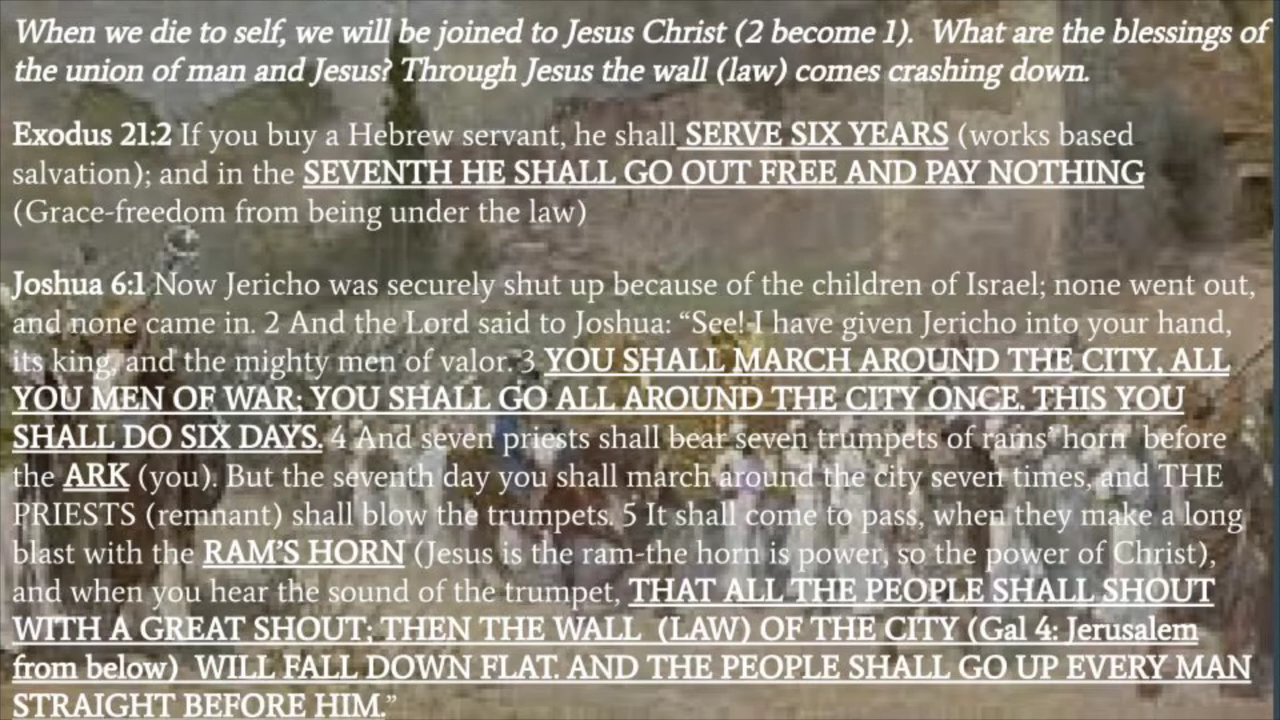 When we die to self, we will be joined to Jesus Christ (2 become 1).  What are the blessings of
the union of man and Jesus? Through Jesus the wall (law) comes crashing down.
Exodus 21:2 If you buy a Hebrew servant, he shall SERVE SIX YEARS (works based
salvation); and in the SEVENTH HE SHALL GO OUT FREE AND PAY NOTHING
(Grace-freedom from being under the law)
Joshua 6:1 Now Jericho was securely shut up because of the children of Israel; none went out,
and none came in. 2 And the Lord said to Joshua: “See! I have given Jericho into your hand,
its king, and the mighty men of valor. 3 YOU SHALL MARCH AROUND THE CITY, ALL
YOU MEN OF WAR; YOU SHALL GO ALL AROUND THE CITY ONCE. THIS YOU
SHALL DO SIX DAYS. 4 And seven priests shall bear seven trumpets of rams’ horn  before
the ARK (you). But the seventh day you shall march around the city seven times, and THE
PRIESTS (remnant) shall blow the trumpets. 5 It shall come to pass, when they make a long
blast with the RAM’S HORN (Jesus is the ram-the horn is power, so the power of Christ),
and when you hear the sound of the trumpet, THAT ALL THE PEOPLE SHALL SHOUT
WITH A GREAT SHOUT; THEN THE WALL  (LAW) OF THE CITY (Gal 4: Jerusalem
from below)  WILL FALL DOWN FLAT. AND THE PEOPLE SHALL GO UP EVERY MAN
STRAIGHT BEFORE HIM.”